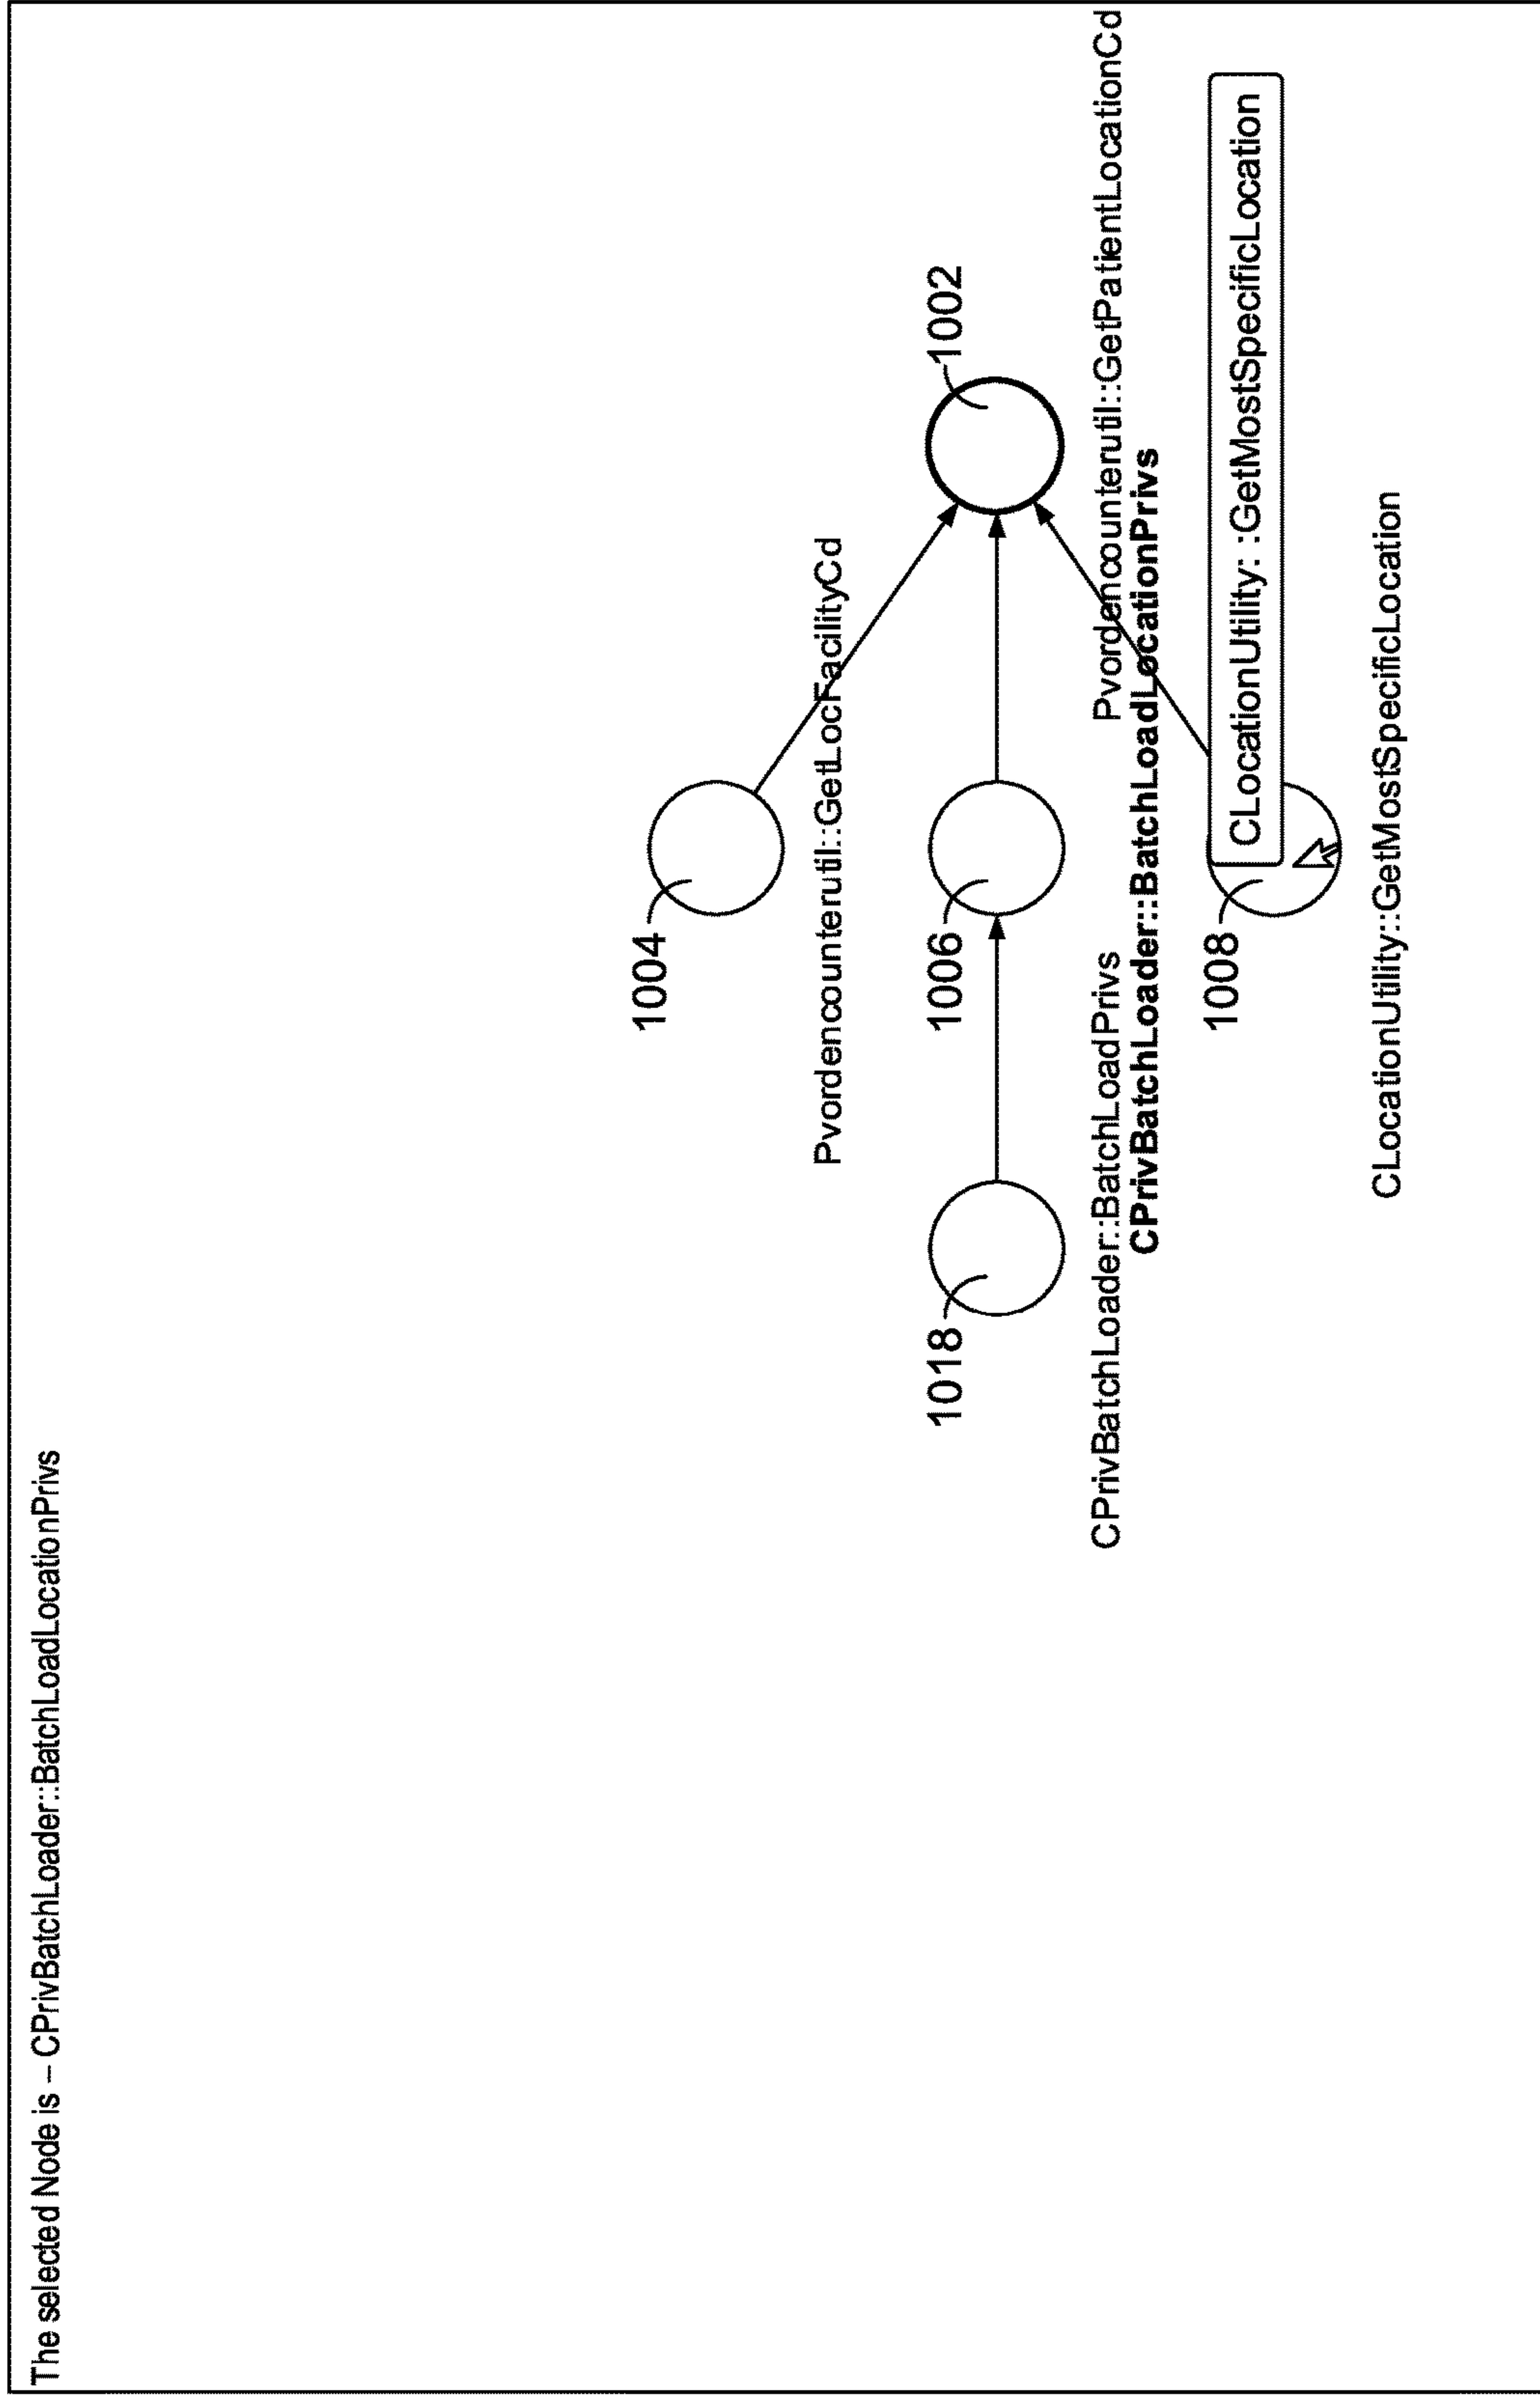 The selected Node is – CPrivBatchLoader::BatchLoadLocationPrivs
1004
Pvordencounterutil::GetLocFacilityCd
1018
1006
1002
CPrivBatchLoader::BatchLoadPrivs
Pvordencounterutil::GetPatientLocationCd
CPrivBatchLoader::BatchLoadLocationPrivs
1008
CLocationUtility: :GetMostSpecificLocation
CLocationUtility::GetMostSpecificLocation